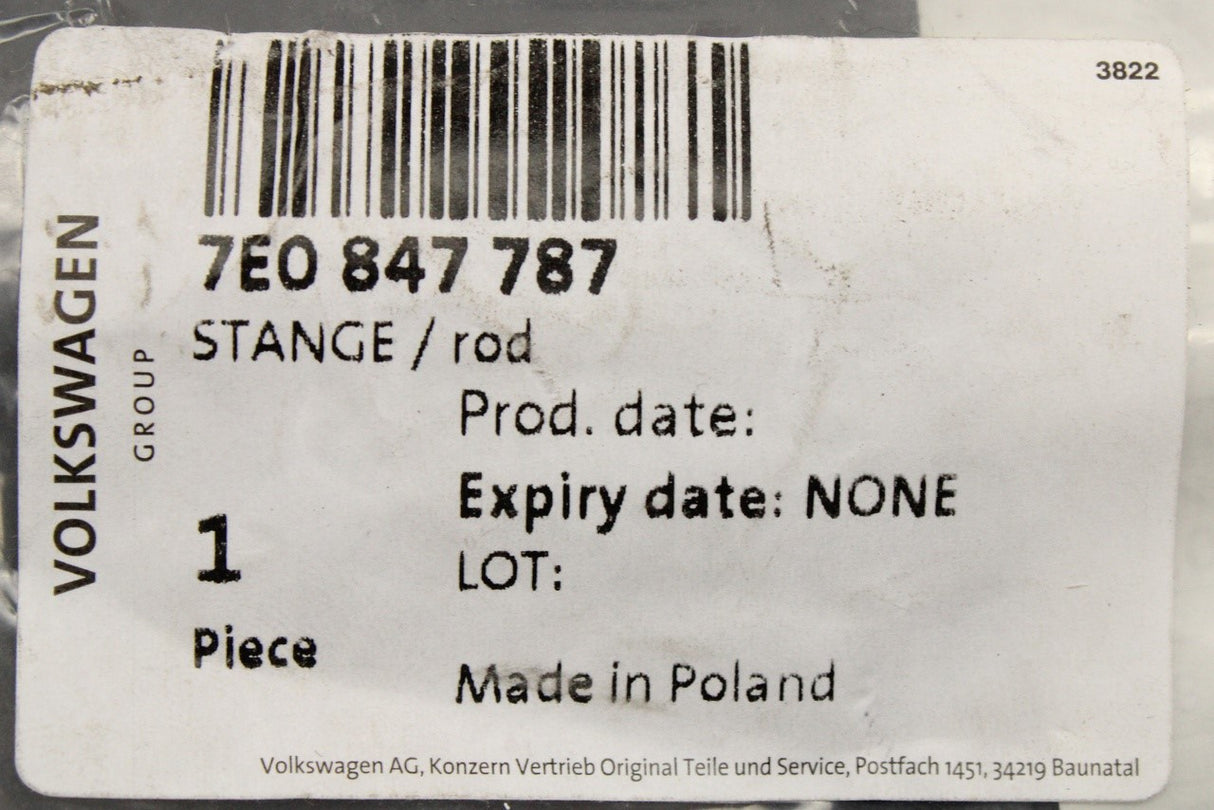 3822
7E0 847 787
STANGE / rod
Prod. date:
Expiry date: NONE
LOT:
1
Piece
Made in Poland
Volkswagen AG, Konzern Vertrieb Original Teile und Service, Postfach 1451, 34219 Baunatal
VOLKSWAGEN
GROUP